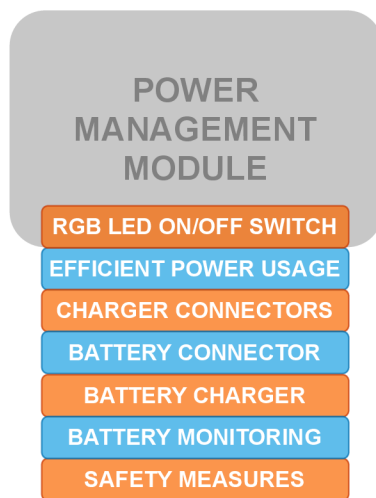 POWER
MANAGEMENT
MODULE
RGB LED ON/OFF SWITCH
EFFICIENT POWER USAGE
CHARGER CONNECTORS
BATTERY CONNECTOR
BATTERY CHARGER
BATTERY MONITORING
SAFETY MEASURES